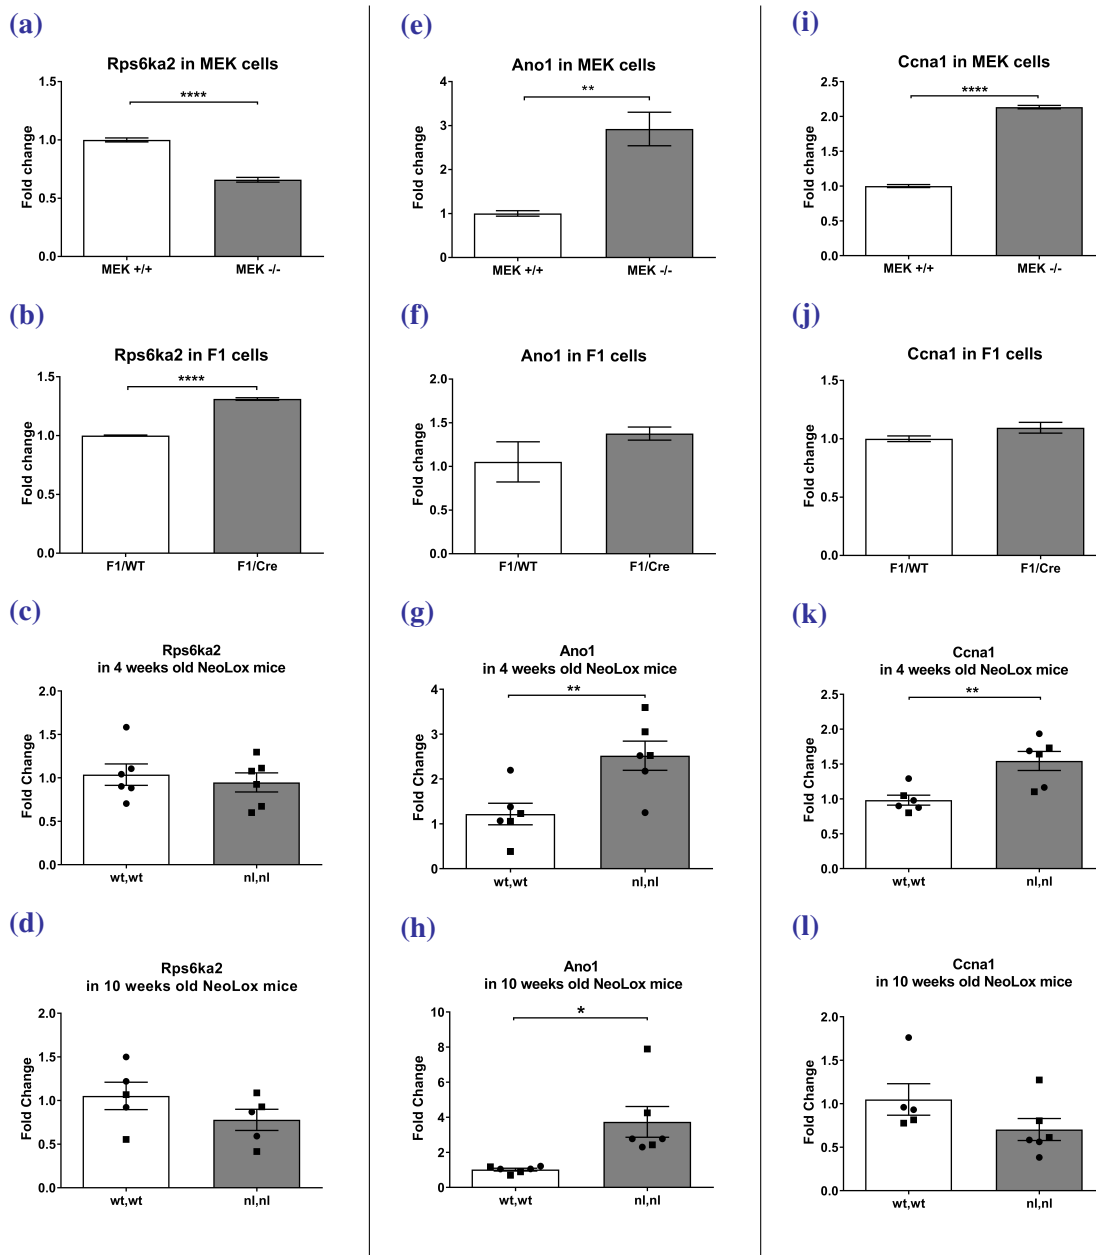 (a)
Rps6ka2 in MEK cells
****
Fold change
1.5
1.0
0.5
0.0
MEK +/+ MEK -/-
(b)
Rps6ka2 in F1 cells
****
Fold change
1.5
1.0
0.5
0.0
F1/WT F1/Cre
(c)
Rps6ka2
in 4 weeks old NeoLox mice
Fold Change
2.0
1.5
1.0
0.5
0.0
wt,wt nl,nl
(d)
Rps6ka2
in 10 weeks old NeoLox mice
Fold Change
2.0
1.5
1.0
0.5
0.0
wt,wt nl,nl
(e)
Ano1 in MEK cells
**
Fold change
4
3
2
1
0
MEK +/+ MEK -/-
(f)
Ano1 in F1 cells
Fold change
2.0
1.5
1.0
0.5
0.0
F1/WT F1/Cre
(g)
Ano1
in 4 weeks old NeoLox mice
**
Fold Change
4
3
2
1
0
wt,wt nl,nl
(h)
Ano1
in 10 weeks old NeoLox mice
*
Fold Change
10
8
6
4
2
0
wt,wt nl,nl
(i)
Ccna1 in MEK cells
****
Fold change
2.5
2.0
1.5
1.0
0.5
0.0
MEK +/+ MEK -/-
(j)
Ccna1 in F1 cells
Fold change
1.5
1.0
0.5
0.0
F1/WT F1/Cre
(k)
Ccna1
in 4 weeks old NeoLox mice
**
Fold Change
2.5
2.0
1.5
1.0
0.5
0.0
wt,wt nl,nl
(l)
Ccna1
in 10 weeks old NeoLox mice
Fold Change
2.0
1.5
1.0
0.5
0.0
wt,wt nl,nl